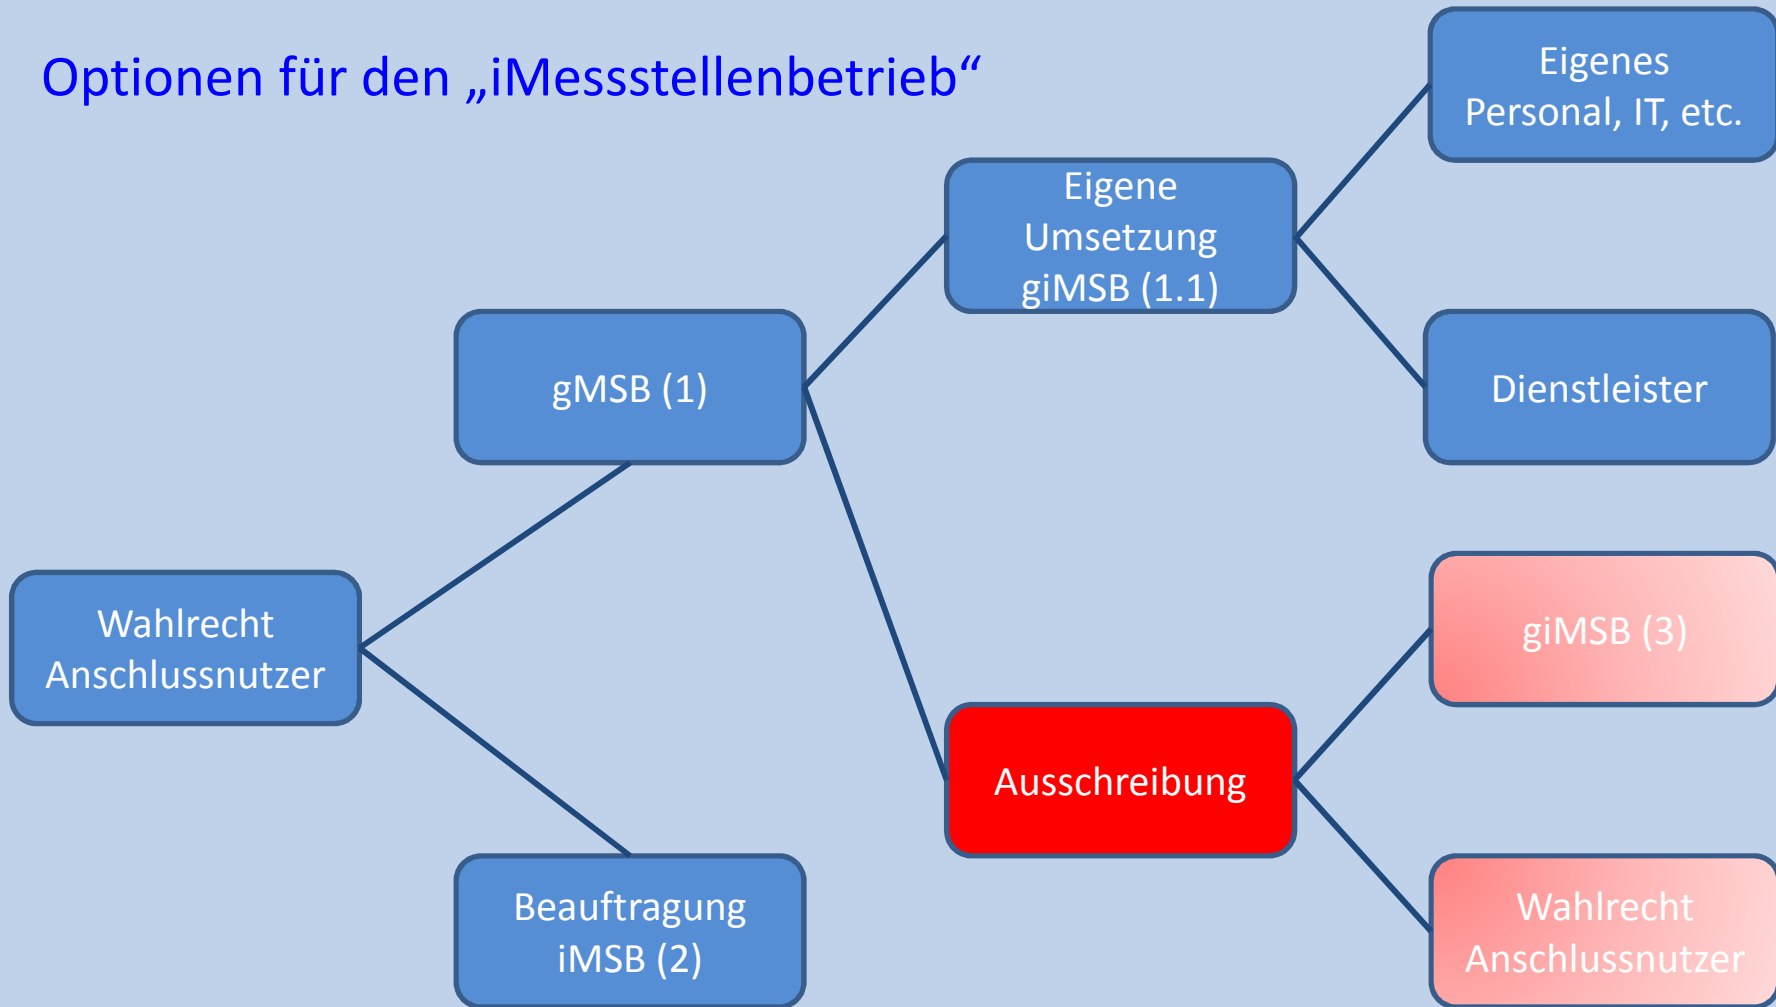 Optionen für den „iMessstellenbetrieb“
Eigenes
Personal, IT, etc.
Eigene
Umsetzung
giMSB (1.1)
gMSB (1)
Dienstleister
Wahlrecht
Anschlussnutzer
giMSB (3)
Ausschreibung
Beauftragung
iMSB (2)
Wahlrecht
Anschlussnutzer